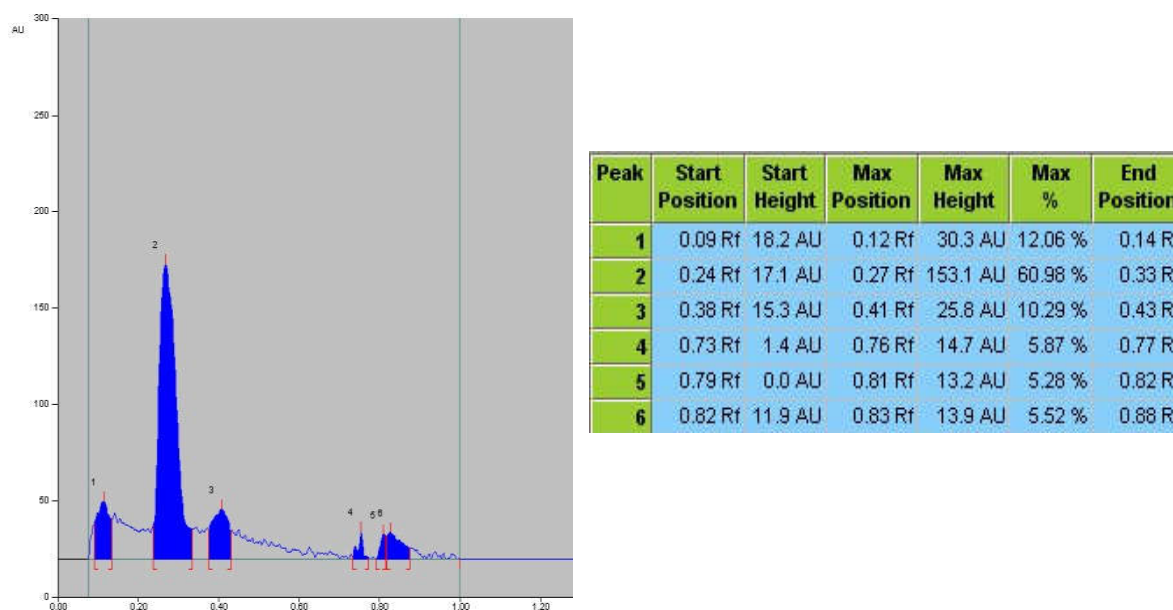 300
AU
250
200
2
150
100
1
3
50
4
5 6
0
0.00 0.20 0.40 0.60 0.80 1.00 1.20
Peak Start Position Start Height Max Position Max Height Max % End Position
1 0.09 Rf 18.2 AU 0.12 Rf 30.3 AU 12.06 % 0.14 R
2 0.24 Rf 17.1 AU 0.27 Rf 153.1 AU 60.98 % 0.33 R
3 0.38 Rf 15.3 AU 0.41 Rf 25.8 AU 10.29 % 0.43 R
4 0.73 Rf 1.4 AU 0.76 Rf 14.7 AU 5.87 % 0.77 R
5 0.79 Rf 0.0 AU 0.81 Rf 13.2 AU 5.28 % 0.82 R
6 0.82 Rf 11.9 AU 0.83 Rf 13.9 AU 5.52 % 0.88 R